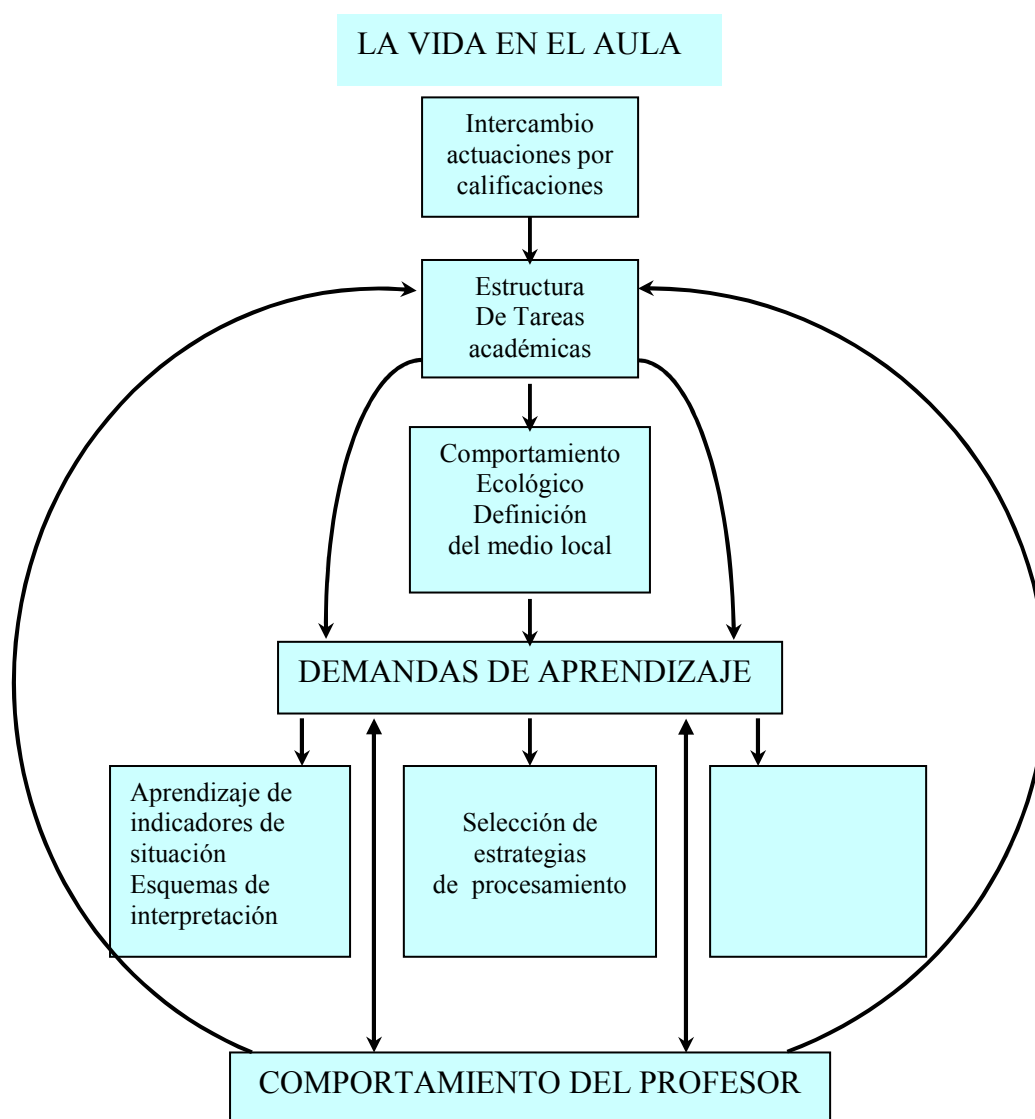 LA VIDA EN EL AULA
Intercambio
actuaciones por
calificaciones
Estructura
De Tareas
académicas
Comportamiento
Ecológico
Definición
del medio local
DEMANDAS DE APRENDIZAJE
Aprendizaje de
indicadores de
situación
Esquemas de
interpretación
Selección de
estrategias
de procesamiento
COMPORTAMIENTO DEL PROFESOR